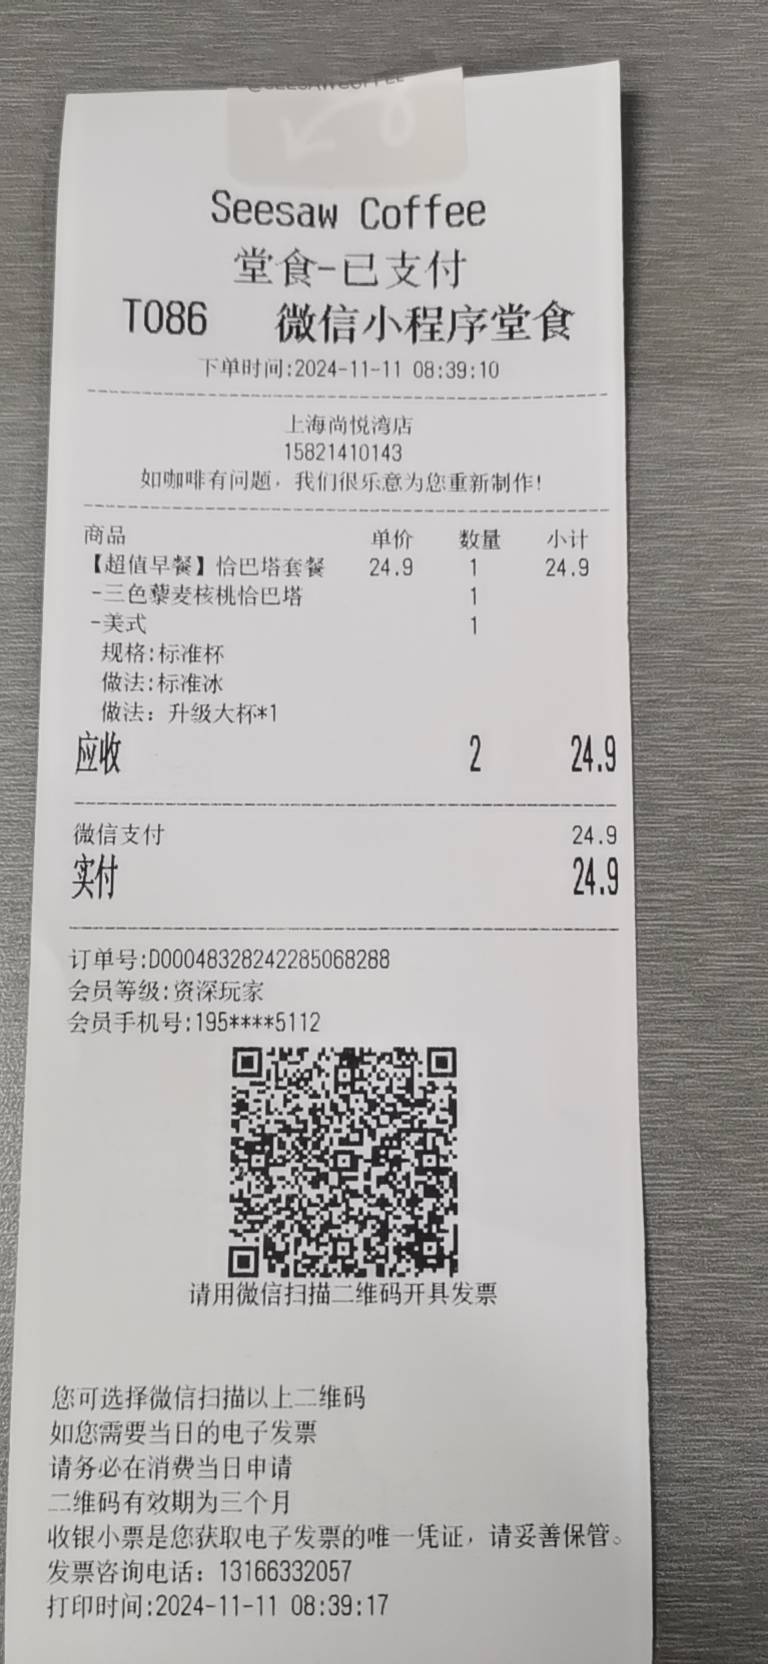 @SEESAWCOFFEE
Seesaw Coffee
堂食-已支付
T086 微信小程序堂食
下单时间:2024-11-11 08:39:10
上海尚悦湾店
15821410143
如咖啡有问题，我们很乐意为您重新制作!
商品 单价 数量 小计
【超值早餐】恰巴塔套餐 24.9 1 24.9
-三色藜麦核桃恰巴塔 1
-美式 1
规格:标准杯
做法:标准冰
做法：升级大杯*1
应收 2 24.9
微信支付 24.9
实付 24.9
订单号:D00048328242285068288
会员等级:资深玩家
会员手机号:195****5112
请用微信扫描二维码开具发票
您可选择微信扫描以上二维码
如您需要当日的电子发票
请务必在消费当日申请
二维码有效期为三个月
收银小票是您获取电子发票的唯一凭证，请妥善保管。
发票咨询电话：13166332057
打印时间:2024-11-11 08:39:17